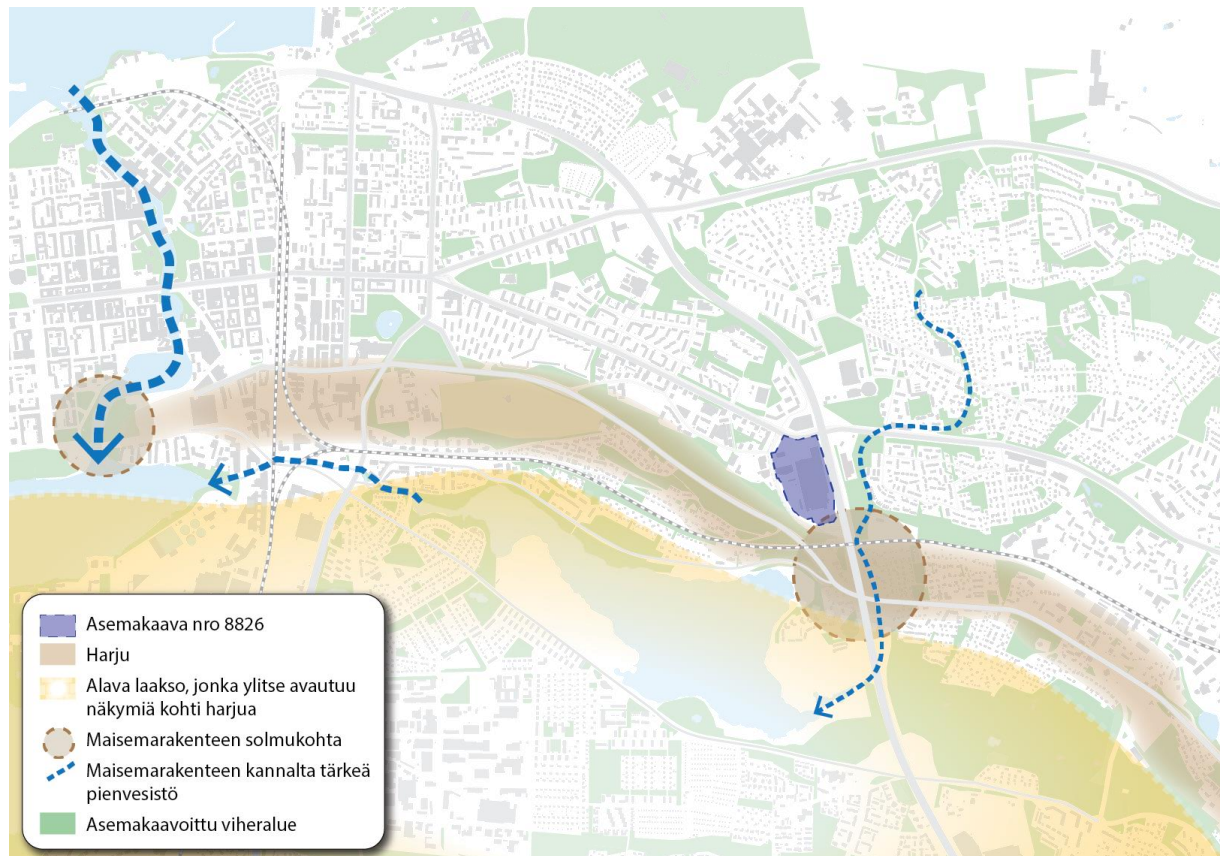 Asemakaava nro 8826
Harju
Alava laakso, jonka ylitse avautuu
näkymiä kohti harjua
Maisemarakenteen solmukohta
Maisemarakenteen kannalta tärkeä
pienvesistö
Asemakaavoittu viheralue